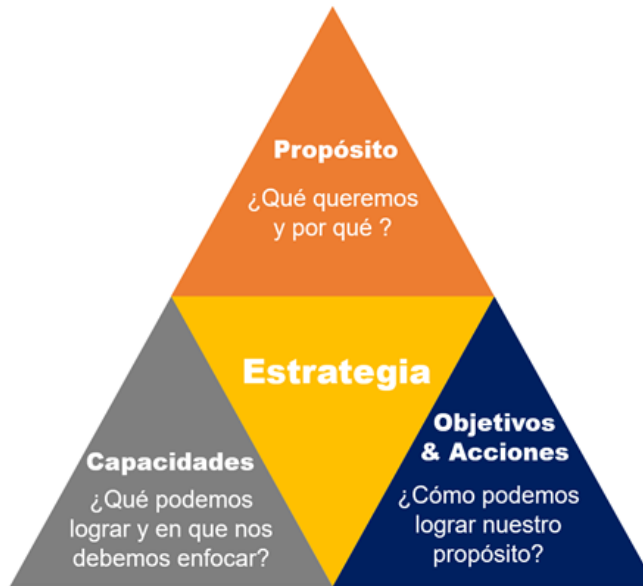 Propósito
¿Qué queremos
y por qué ?
Estrategia
Capacidades
¿Qué podemos
lograr y en que nos
debemos enfocar?
Objetivos
& Acciones
¿Cómo podemos
lograr nuestro
propósito?